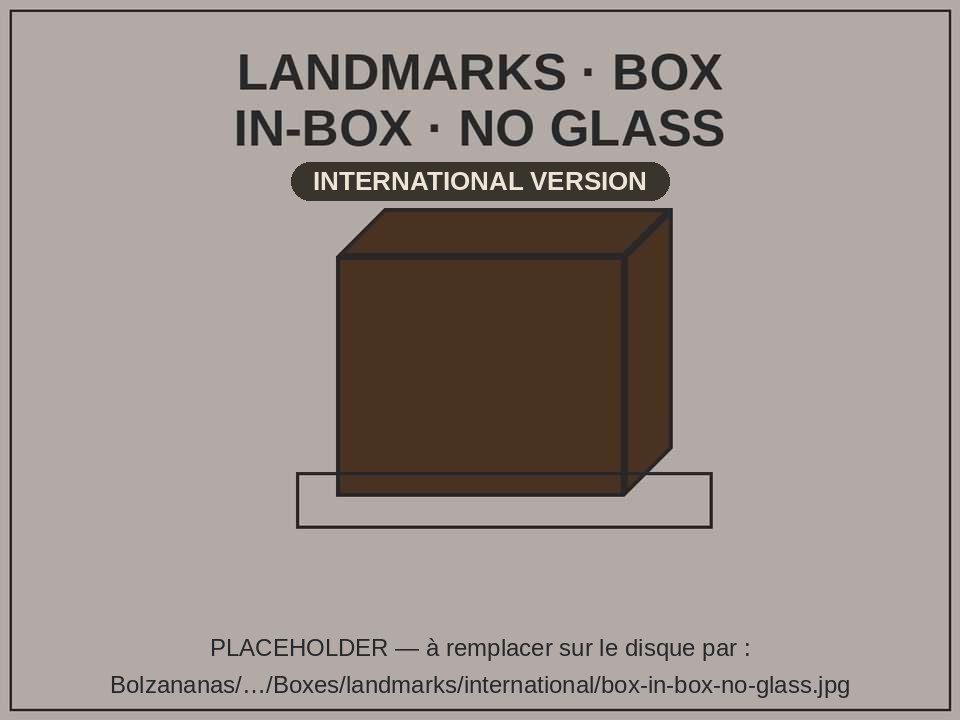 LANDMARKS · BOX
IN-BOX · NO GLASS
INTERNATIONAL VERSION
PLACEHOLDER — à remplacer sur le disque par :
Bolzananas/…/Boxes/landmarks/international/box-in-box-no-glass.jpg